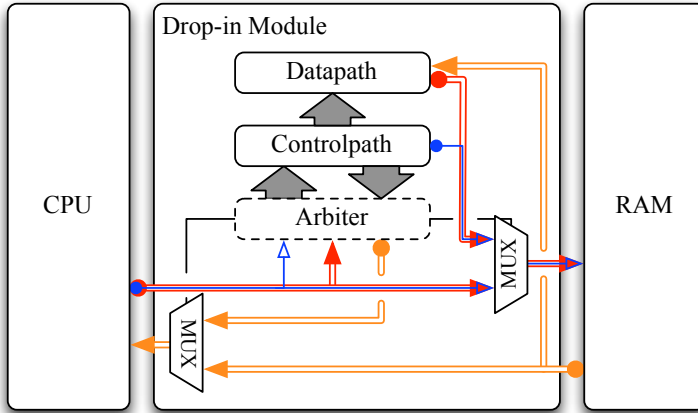 Drop-in Module
Datapath
Controlpath
CPU
Arbiter
RAM
MUX
MUX